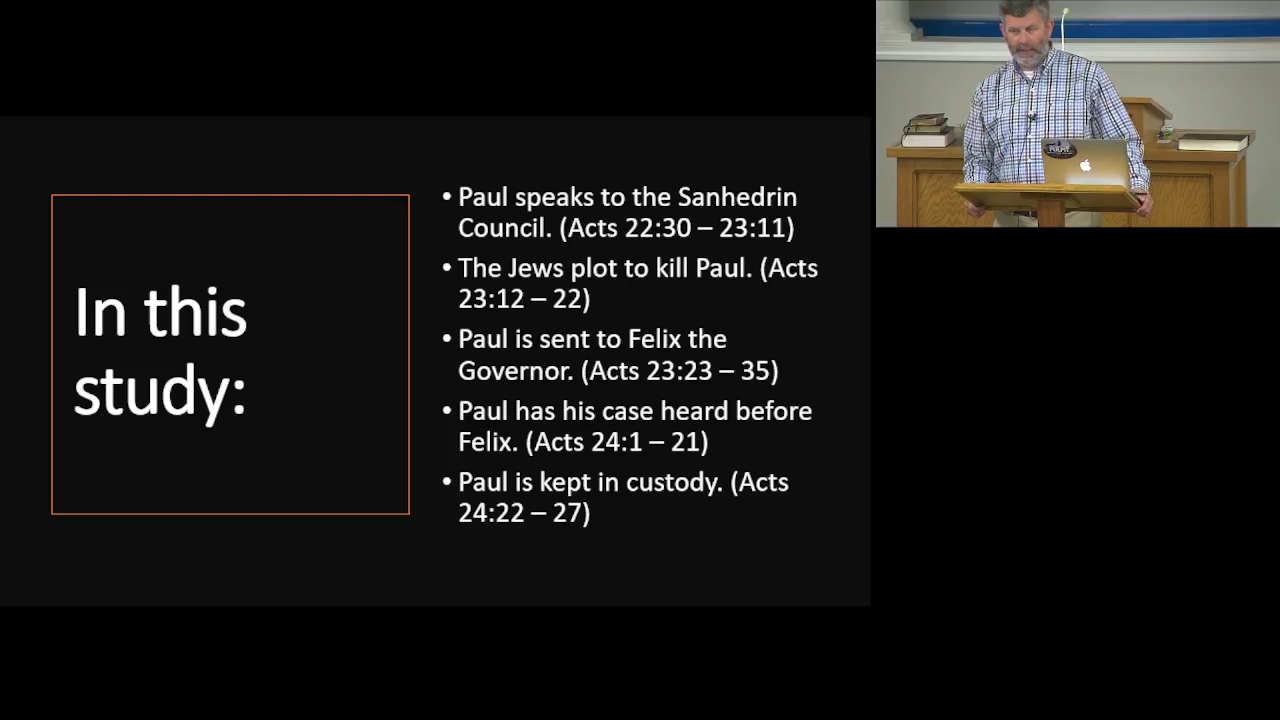 In this
study:
• Paul speaks to the Sanhedrin
Council. (Acts 22:30 – 23:11)
• The Jews plot to kill Paul. (Acts
23:12 – 22)
• Paul is sent to Felix the
Governor. (Acts 23:23 – 35)
• Paul has his case heard before
Felix. (Acts 24:1 – 21)
• Paul is kept in custody. (Acts
24:22 – 27)